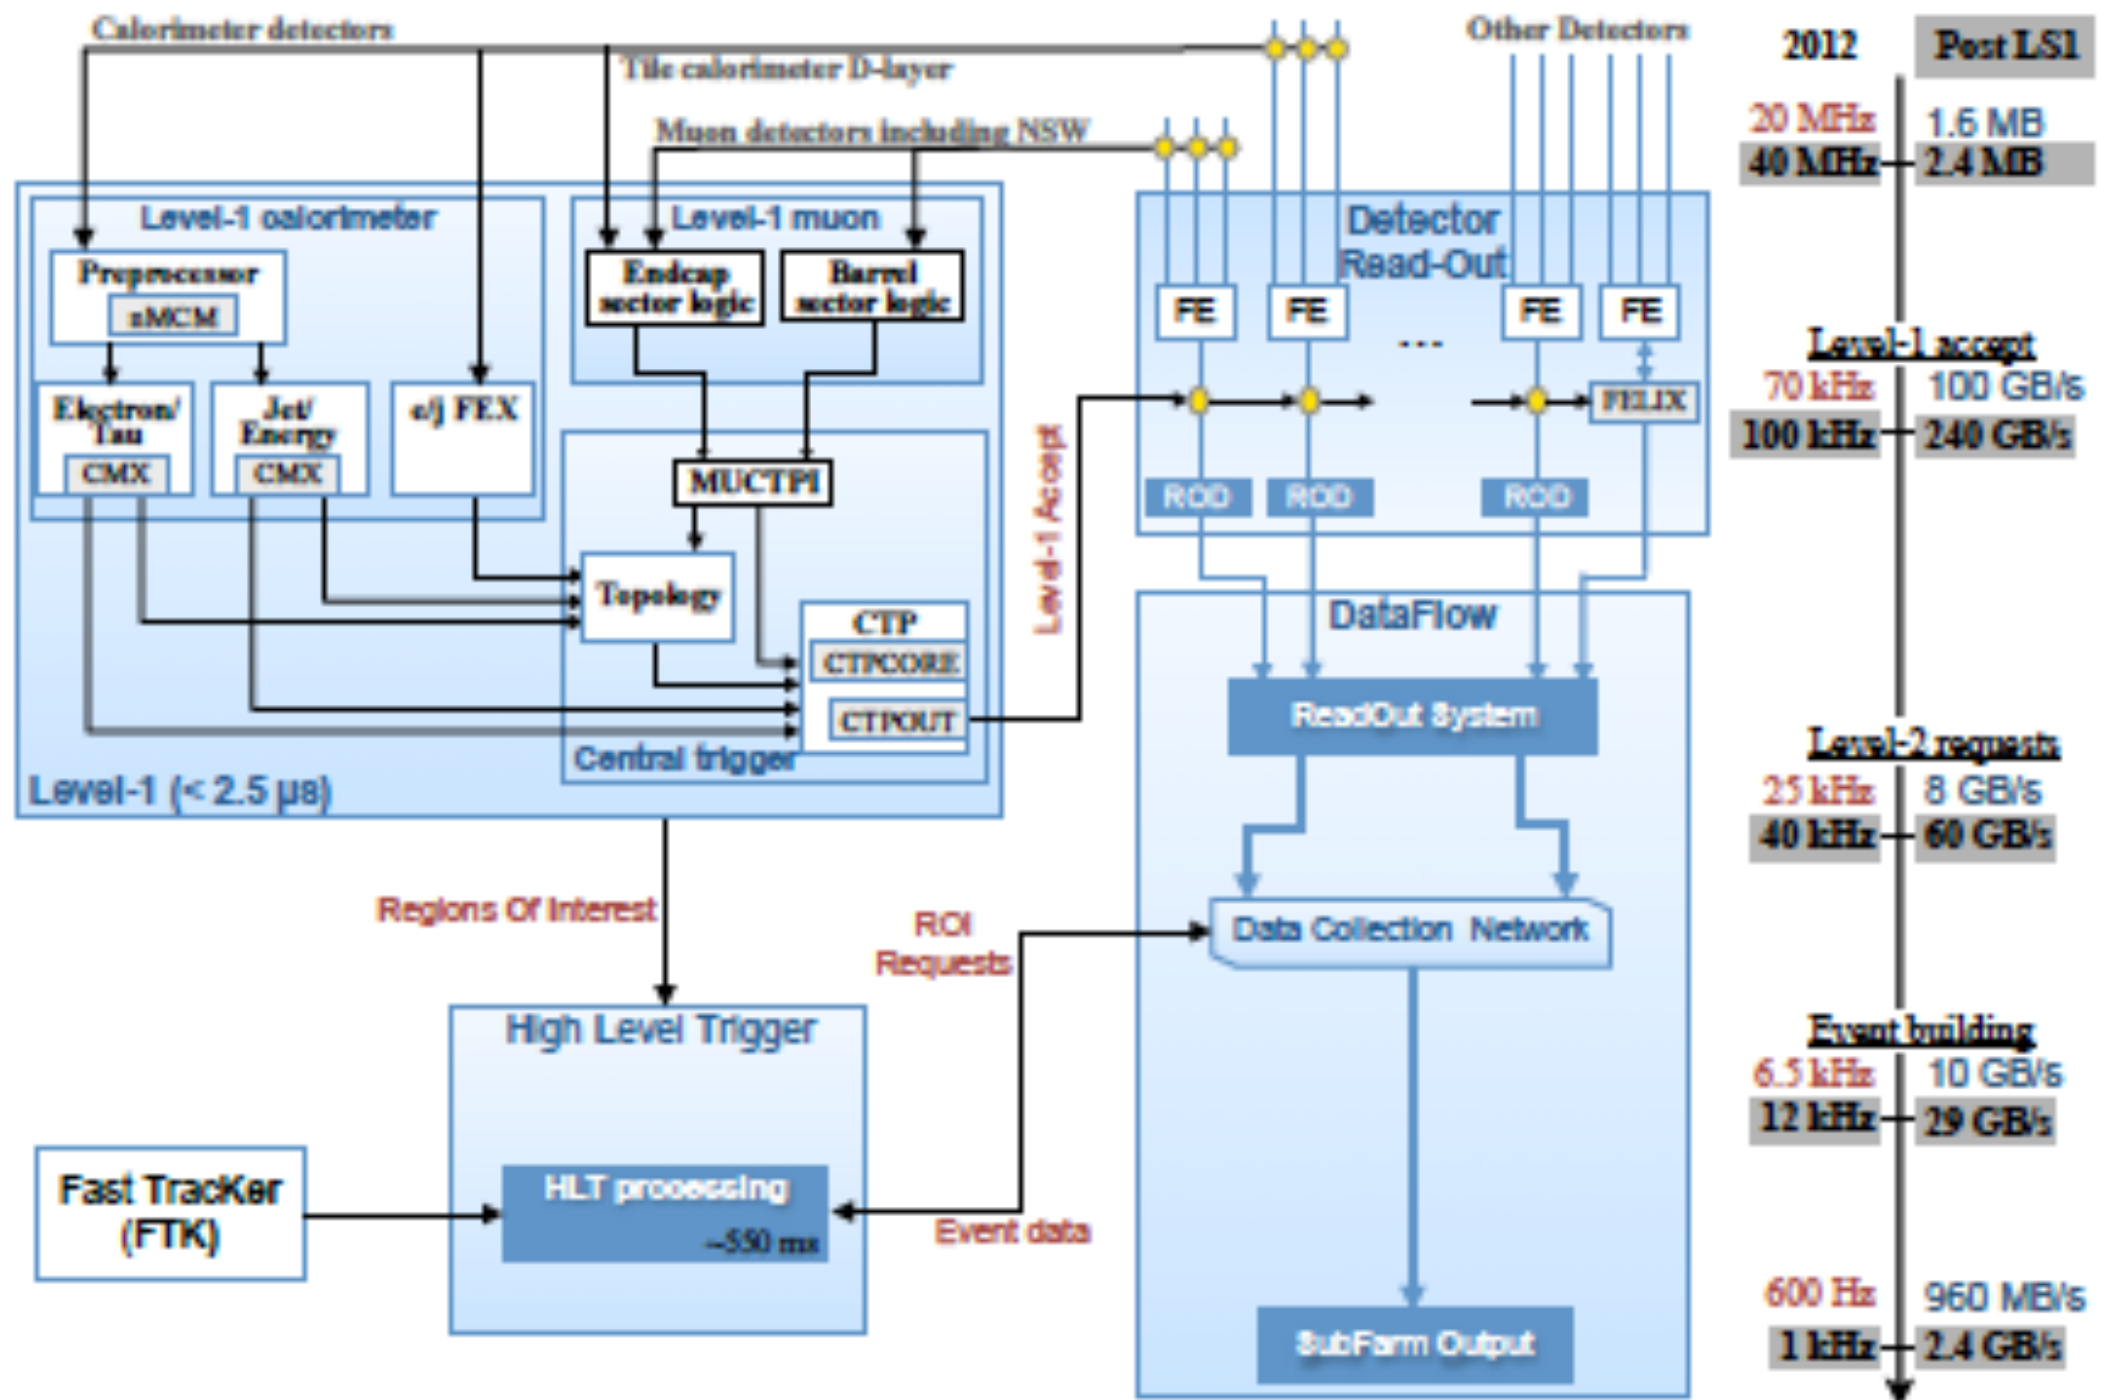 Calorimeter detectors
Tile calorimeter D-layer
Muon detectors including NSW
Other Detectors
2012
Post LS1
20 MHz
1.6 MB
40 MHz
2.4 MB
Level-1 calorimeter
Preprocessor
nMCM
Electron/
Tau
CMX
Jet/
Energy
CMX
e/j FEX
Level-1 muon
Endcap
sector logic
Barrel
sector logic
MUCTPI
Topology
CTP
CTPCORE
CTPOUT
Central trigger
Level-1 (< 2.5 μs)
Level-1 Accept
Detector
Read-Out
FE
FE
FE
FE
...
FELIX
ROD
ROD
ROD
Level-1 accept
70 kHz
100 GB/s
100 kHz
240 GB/s
DataFlow
ReadOut System
Data Collection Network
SubFarm Output
Level-2 requests
25 kHz
8 GB/s
40 kHz
60 GB/s
Regions Of Interest
ROI
Requests
High Level Trigger
HLT processing
~550 ms
Event data
Fast TracKer
(FTK)
Event building
6.5 kHz
10 GB/s
12 kHz
29 GB/s
600 Hz
960 MB/s
1 kHz
2.4 GB/s